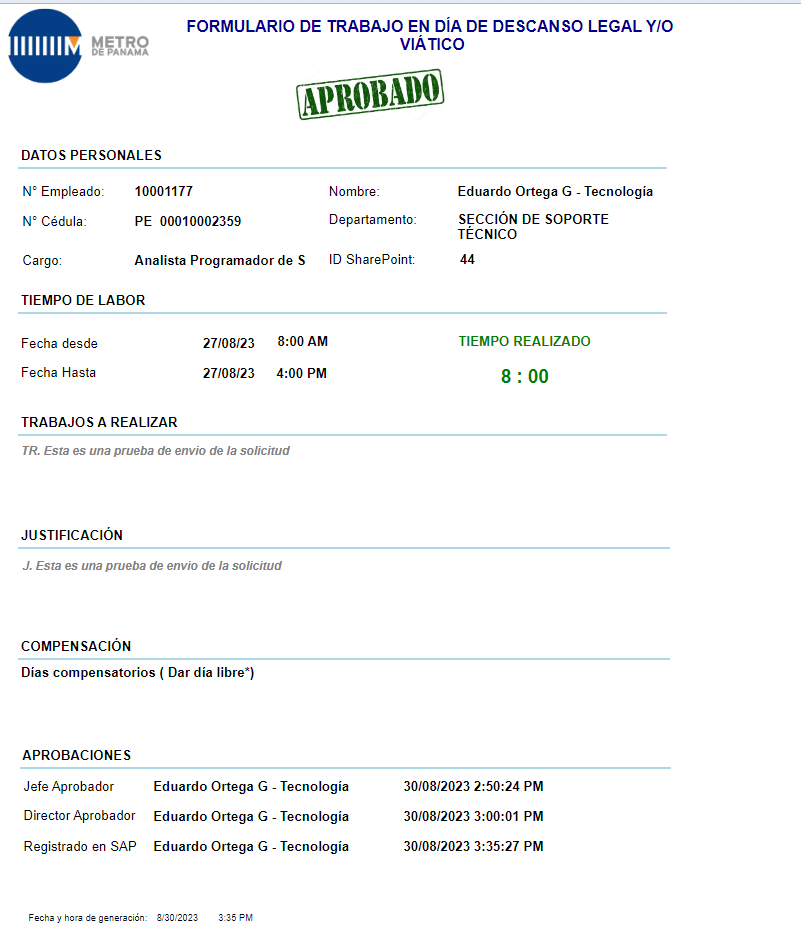 METRO
DE PANAMA
FORMULARIO DE TRABAJO EN DÍA DE DESCANSO LEGAL Y/O
VIÁTICO
APROBADO
DATOS PERSONALES
N° Empleado: 10001177 Nombre: Eduardo Ortega G - Tecnología
N° Cédula: PE 00010002359 Departamento: SECCIÓN DE SOPORTE
TÉCNICO
Cargo: Analista Programador de S ID SharePoint: 44
TIEMPO DE LABOR
Fecha desde 27/08/23 8:00 AM TIEMPO REALIZADO
Fecha Hasta 27/08/23 4:00 PM 8 : 00
TRABAJOS A REALIZAR
TR. Esta es una prueba de envio de la solicitud
JUSTIFICACIÓN
J. Esta es una prueba de envio de la solicitud
COMPENSACIÓN
Días compensatorios ( Dar día libre*)
APROBACIONES
Jefe Aprobador Eduardo Ortega G - Tecnología 30/08/2023 2:50:24 PM
Director Aprobador Eduardo Ortega G - Tecnología 30/08/2023 3:00:01 PM
Registrado en SAP Eduardo Ortega G - Tecnología 30/08/2023 3:35:27 PM
Fecha y hora de generación: 8/30/2023 3:35 PM